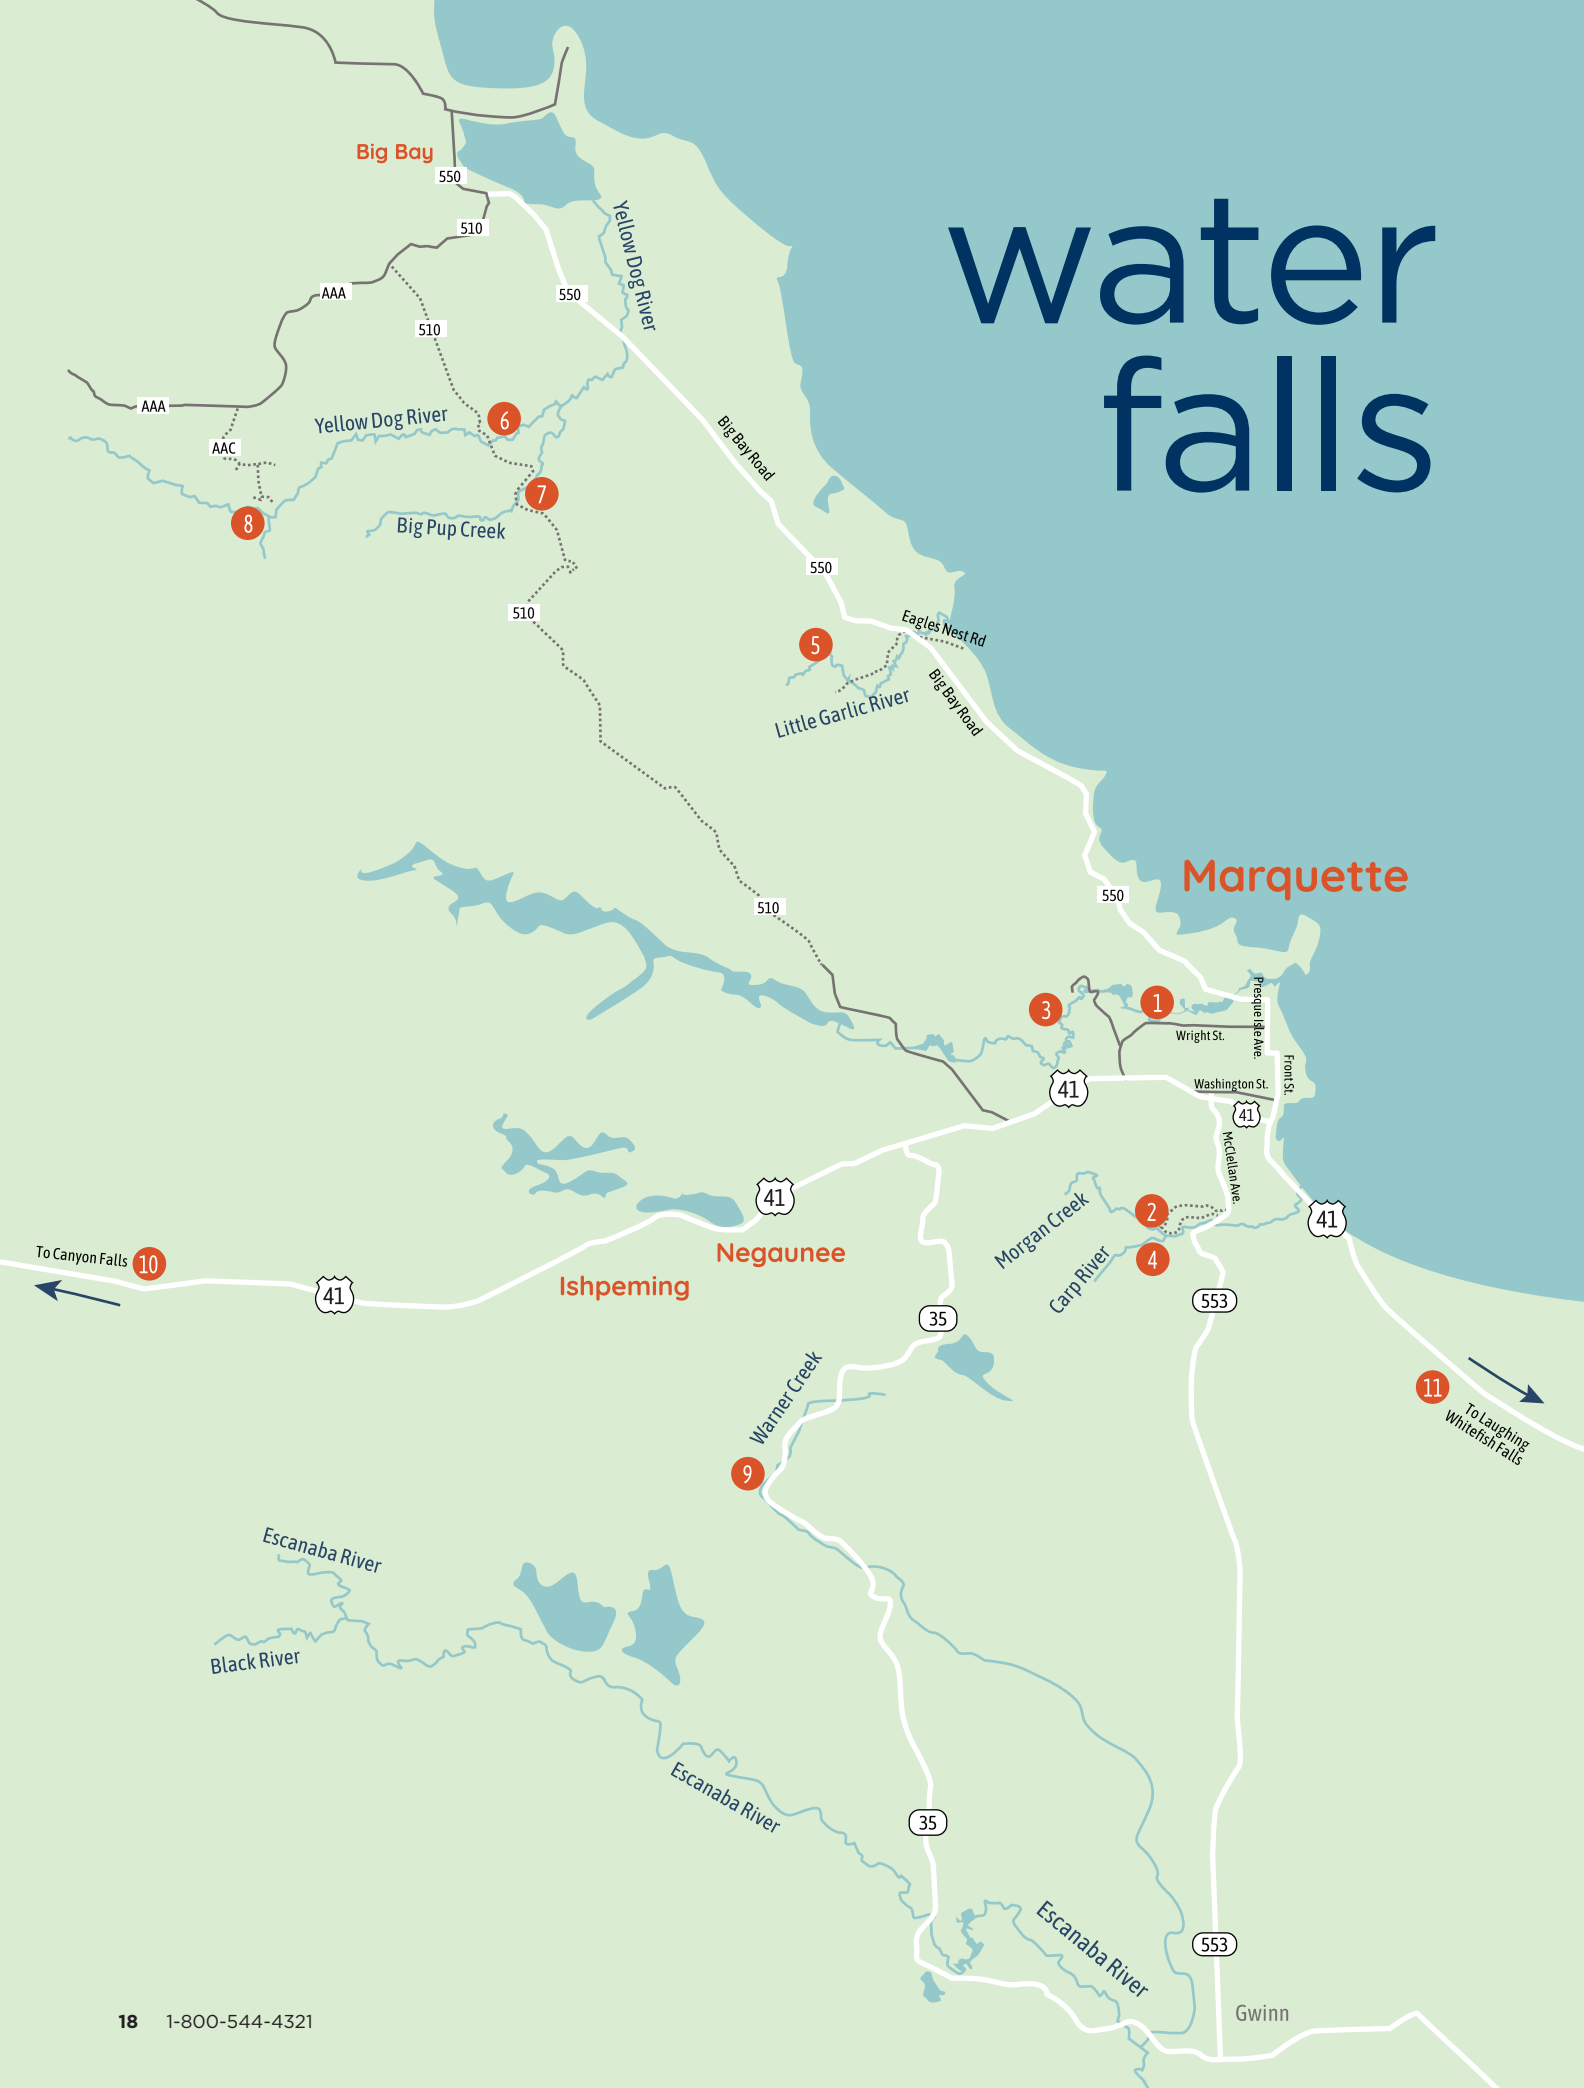 water
falls
Big Bay
550
510
Yellow Dog River
AAA
550
510
AAA
Yellow Dog River
6
AAC
Big Bay Road
7
8
Big Pup Creek
550
510
Eagles Nest Rd
5
Little Garlic River
Big Bay Road
Marquette
550
510
3
1
Presque Isle Ave.
Wright St.
Front St.
41
Washington St.
41
McClellan Ave.
41
Morgan Creek
2
41
To Canyon Falls
10
Negaunee
Carp River
4
Ishpeming
41
553
35
Warner Creek
11
To Laughing
Whitefish Falls
9
Escanaba River
Black River
Escanaba River
35
Escanaba River
553
Gwinn
18 1-800-544-4321